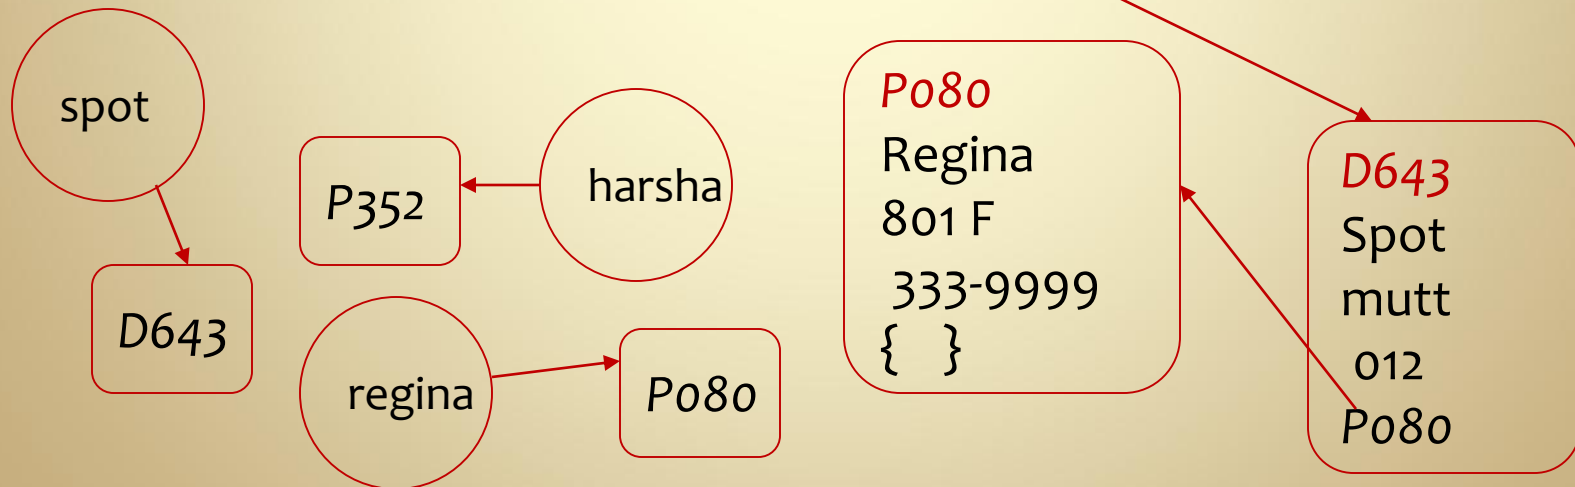 spot
D643
P352
harsha
regina
P080
P080
Regina
801 F
333-9999
{ }
D643
Spot
mutt
012
P080